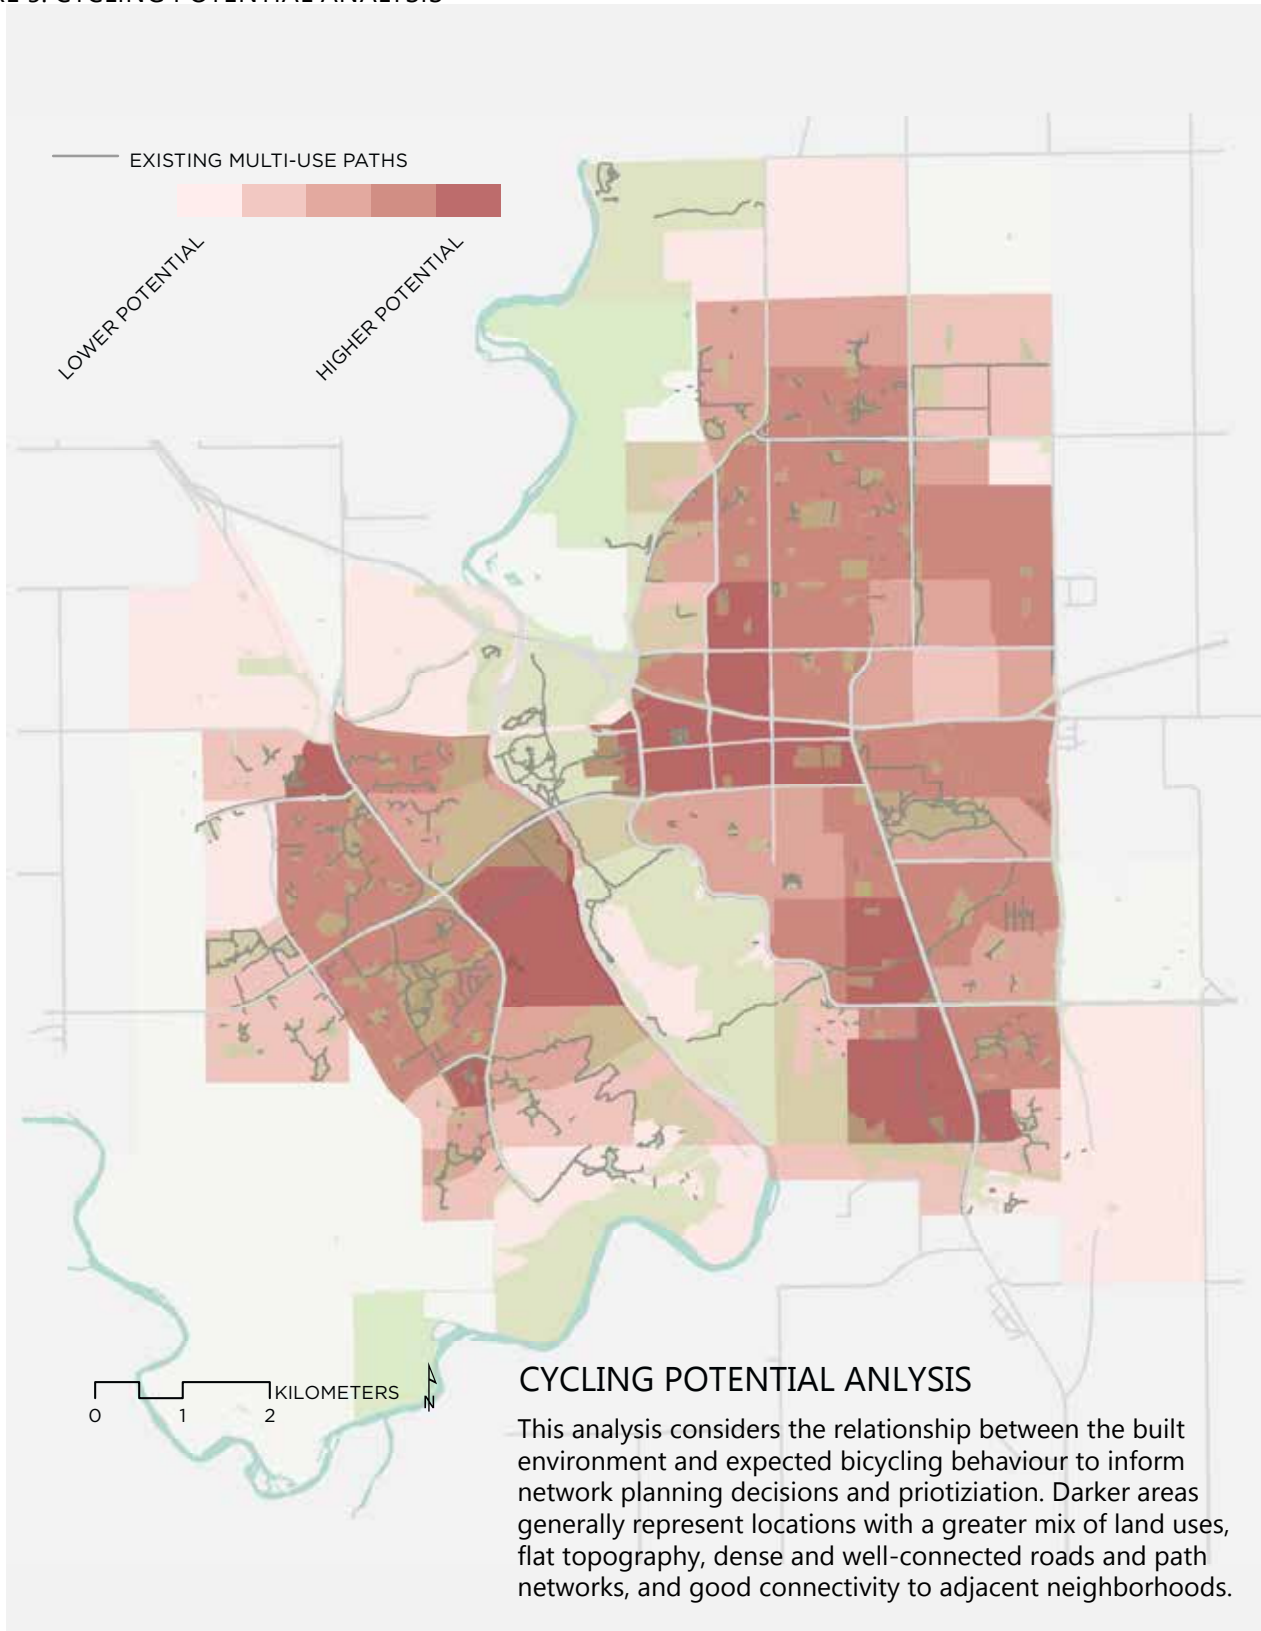 CYCLING POTENTIAL ANALYSIS
EXISTING MULTI-USE PATHS
LOWER POTENTIAL
HIGHER POTENTIAL
KILOMETERS
0 1 2
N
CYCLING POTENTIAL ANLYSIS
This analysis considers the relationship between the built
environment and expected bicycling behaviour to inform
network planning decisions and priotiziation. Darker areas
generally represent locations with a greater mix of land uses,
flat topography, dense and well-connected roads and path
networks, and good connectivity to adjacent neighborhoods.